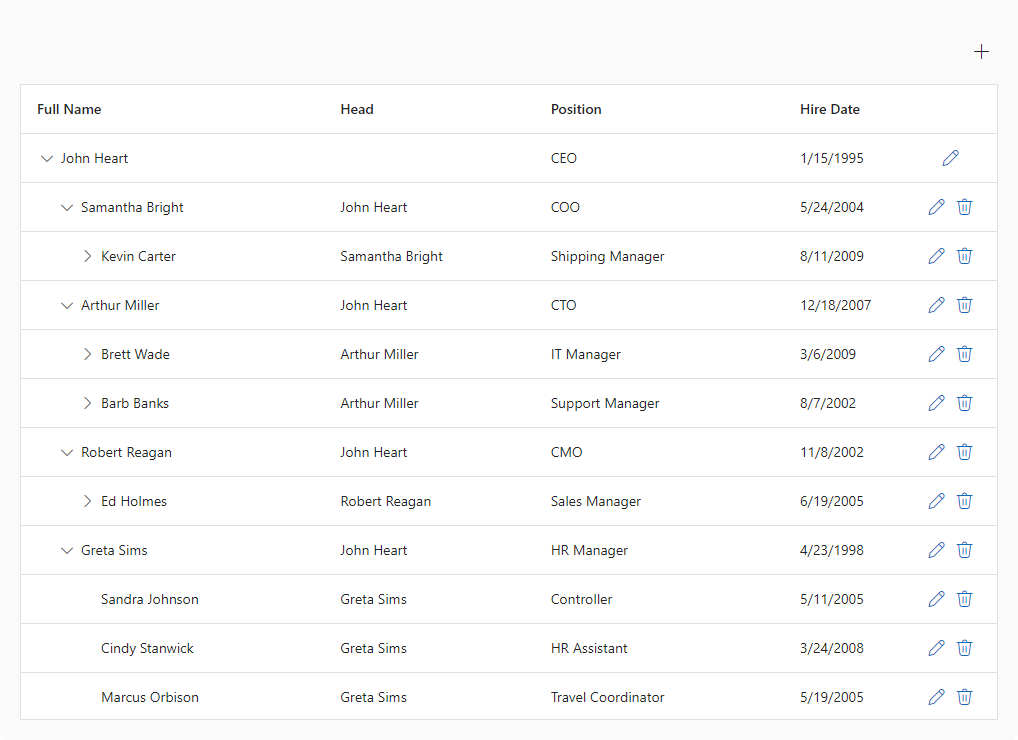 Full Name Head Position Hire Date
John Heart CEO 1/15/1995
Samantha Bright John Heart COO 5/24/2004
Kevin Carter Samantha Bright Shipping Manager 8/11/2009
Arthur Miller John Heart CTO 12/18/2007
Brett Wade Arthur Miller IT Manager 3/6/2009
Barb Banks Arthur Miller Support Manager 8/7/2002
Robert Reagan John Heart CMO 11/8/2002
Ed Holmes Robert Reagan Sales Manager 6/19/2005
Greta Sims John Heart HR Manager 4/23/1998
Sandra Johnson Greta Sims Controller 5/11/2005
Cindy Stanwick Greta Sims HR Assistant 3/24/2008
Marcus Orbison Greta Sims Travel Coordinator 5/19/2005